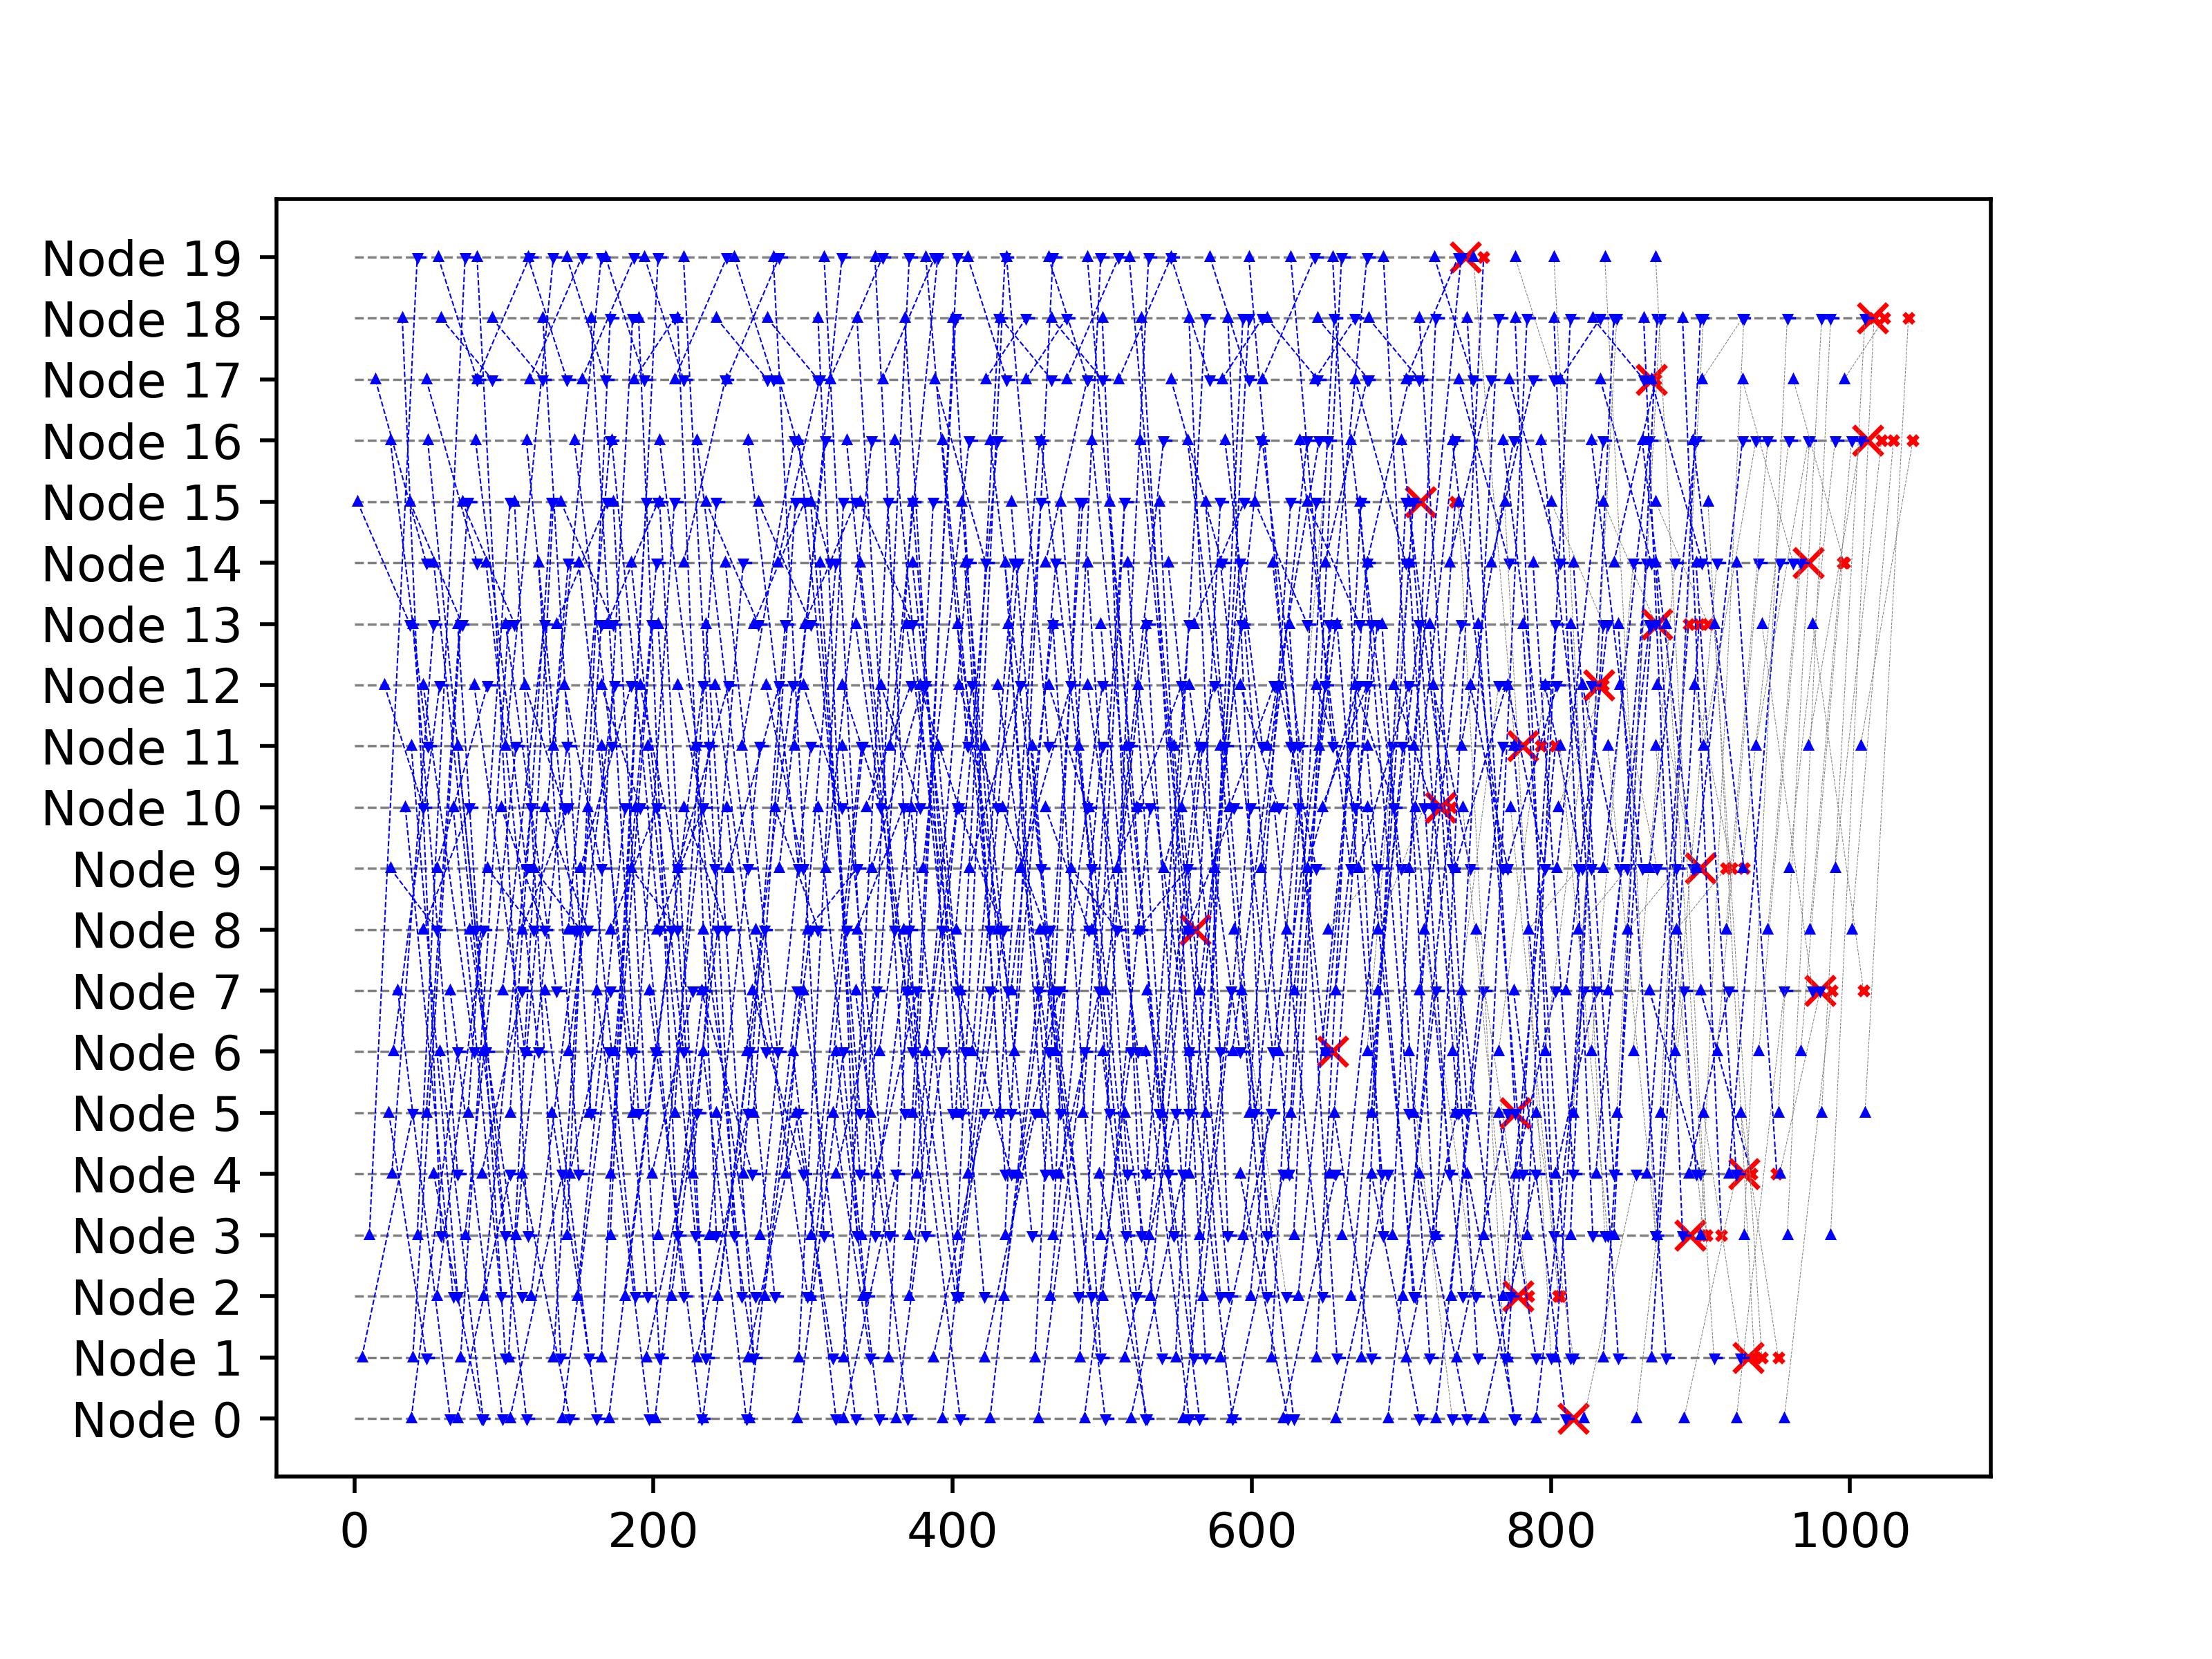 Node 19
Node 18
Node 17
Node 16
Node 15
Node 14
Node 13
Node 12
Node 11
Node 10
Node 9
Node 8
Node 7
Node 6
Node 5
Node 4
Node 3
Node 2
Node 1
Node 0
0 200 400 600 800 1000